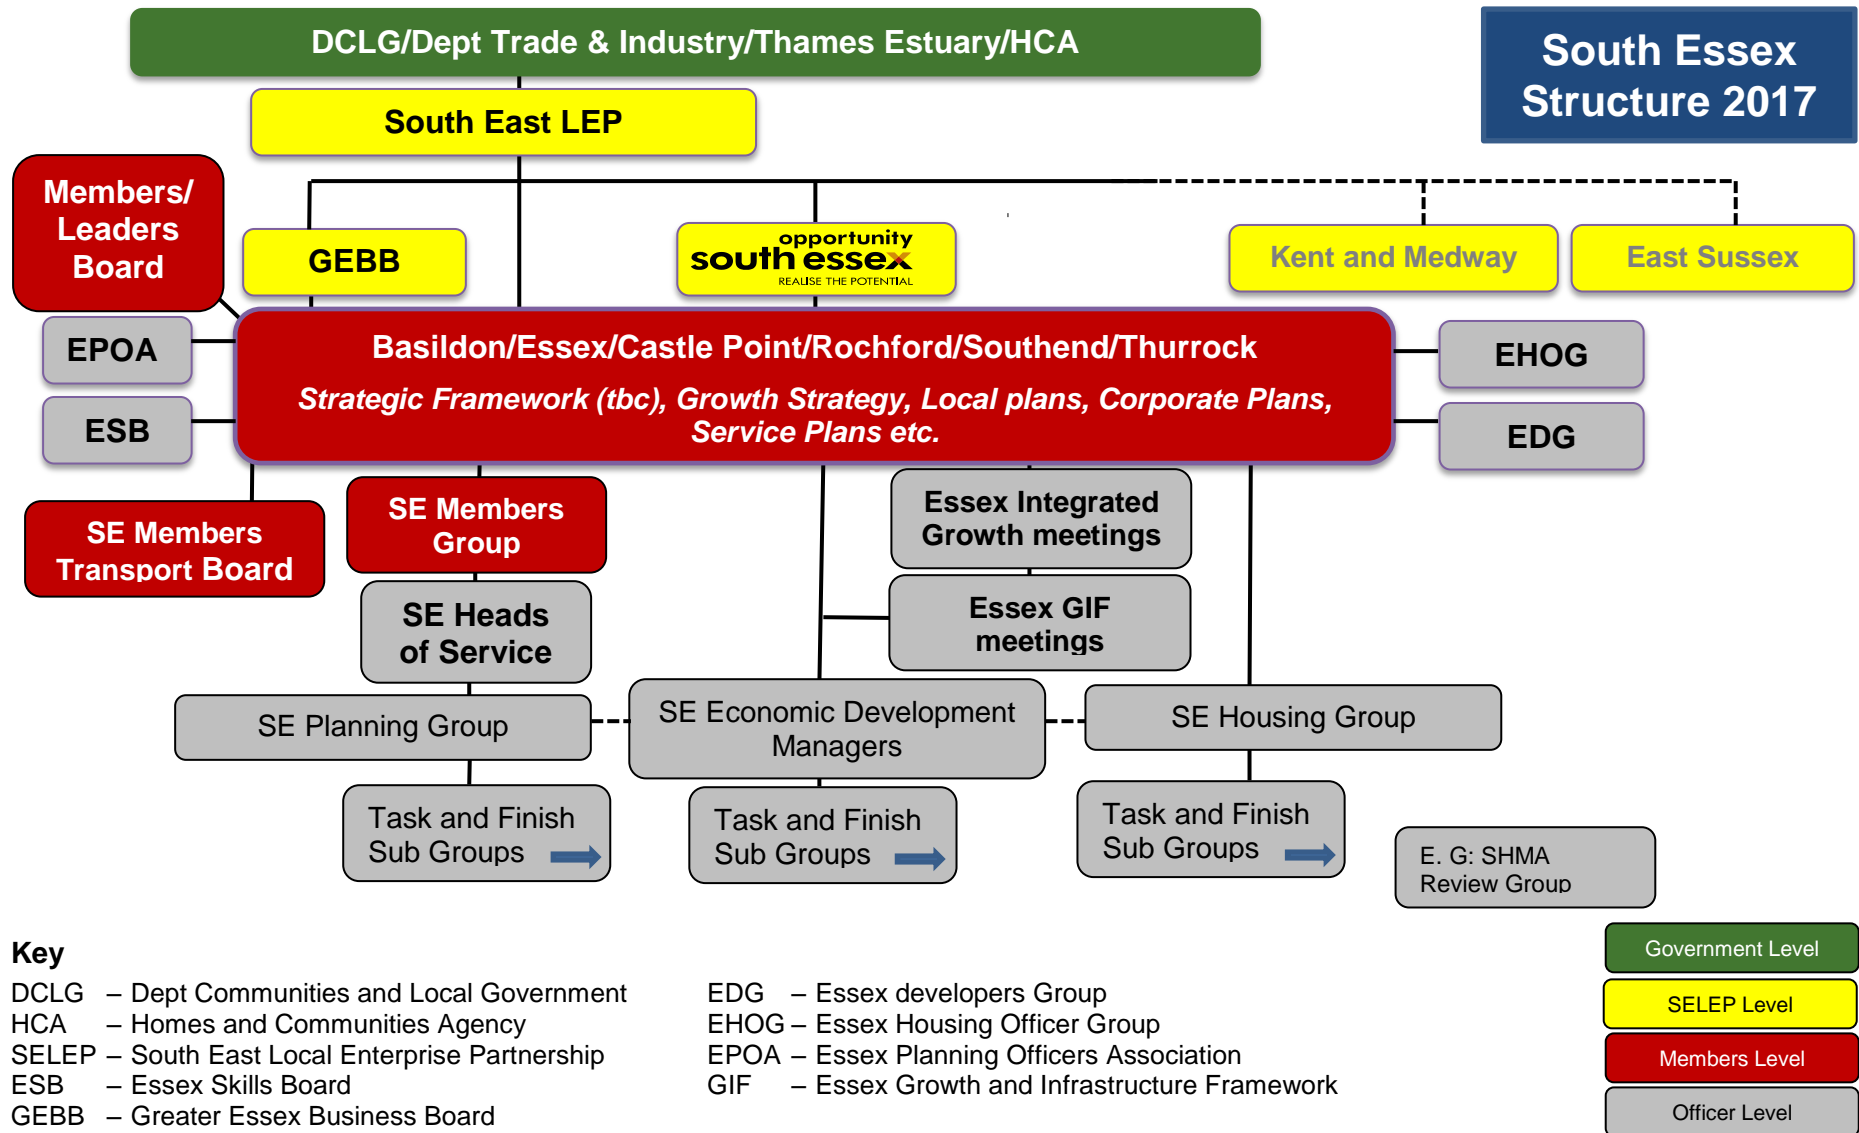 DCLG/Dept Trade & Industry/Thames Estuary/HCA
South Essex
Structure 2017
South East LEP
Members/
Leaders
Board
GEBB
opportunity
south essex
REALISE THE POTENTIAL
Kent and Medway
East Sussex
EPOA
ESB
Basildon/Essex/Castle Point/Rochford/Southend/Thurrock
Strategic Framework (tbc), Growth Strategy, Local plans, Corporate Plans,
Service Plans etc.
EHOG
EDG
SE Members
Transport Board
SE Members
Group
Essex Integrated
Growth meetings
SE Heads
of Service
Essex GIF
meetings
SE Planning Group
SE Economic Development
Managers
SE Housing Group
Task and Finish
Sub Groups
Task and Finish
Sub Groups
Task and Finish
Sub Groups
E. G: SHMA
Review Group
Key
DCLG – Dept Communities and Local Government
HCA – Homes and Communities Agency
SELEP – South East Local Enterprise Partnership
ESB – Essex Skills Board
GEBB – Greater Essex Business Board
EDG – Essex developers Group
EHOG – Essex Housing Officer Group
EPOA – Essex Planning Officers Association
GIF – Essex Growth and Infrastructure Framework
Government Level
SELEP Level
Members Level
Officer Level